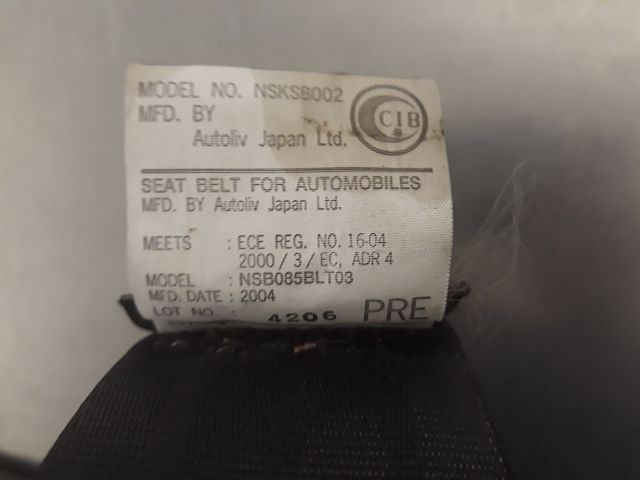 MODEL NO. NSKSB002
MFD. BY
Autoliv Japan Ltd.
CIB
SEAT BELT FOR AUTOMOBILES
MFD. BY Autoliv Japan Ltd.
MEETS : ECE REG. NO. 16-04
2000 / 3 / EC, ADR 4
MODEL : NSB085BLT03
MFD. DATE : 2004
LOT NO. : 4206 PRE